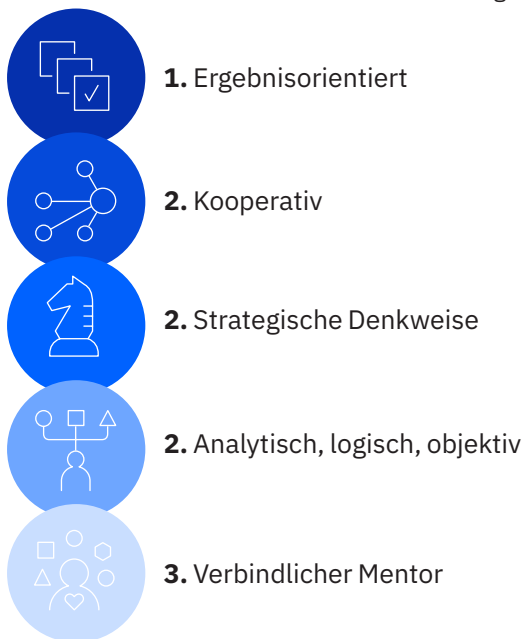 1. Ergebnisorientiert
2. Kooperativ
2. Strategische Denkweise
2. Analytisch, logisch, objektiv
3. Verbindlicher Mentor